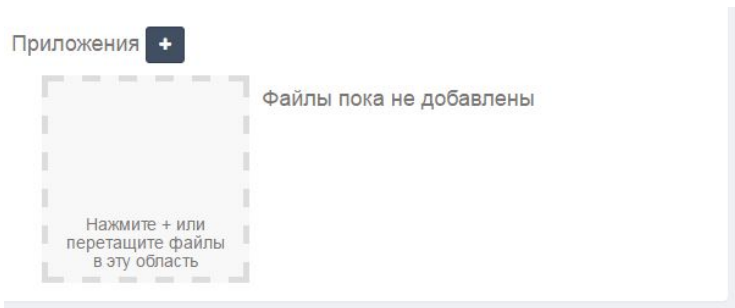 Приложения +
Файлы пока не добавлены
Нажмите + или
перетащите файлы
в эту область